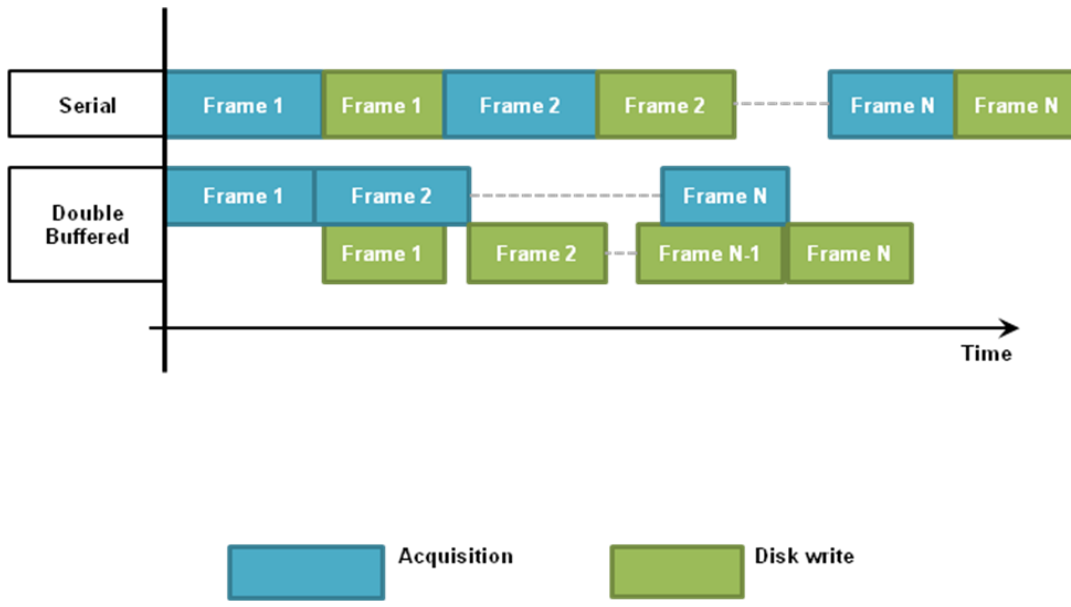 Serial
Frame 1
Frame 1
Frame 2
Frame 2
Frame N
Frame N
Double
Buffered
Frame 1
Frame 2
Frame N
Frame 1
Frame 2
Frame N-1
Frame N
Time
Acquisition
Disk write